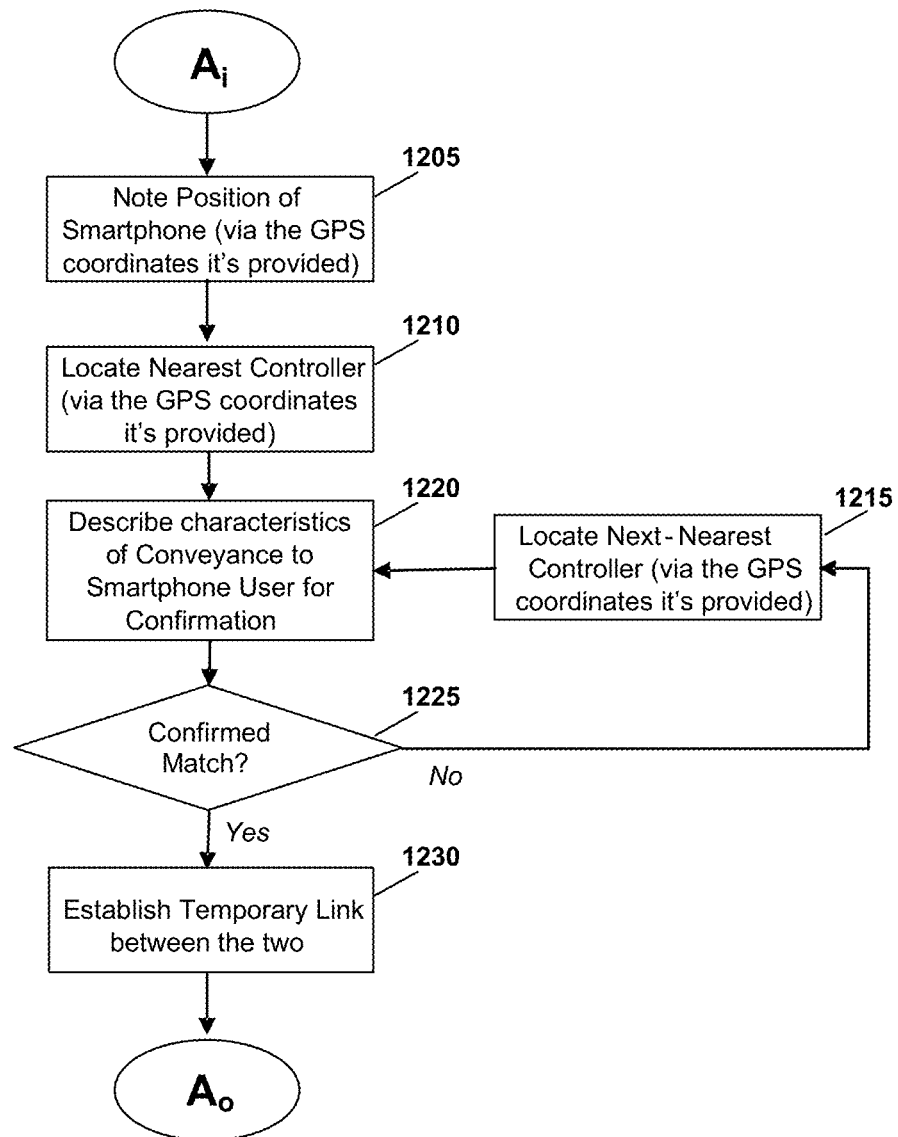 Ai
1205
Note Position of
Smartphone (via the GPS
coordinates it's provided)
1210
Locate Nearest Controller
(via the GPS coordinates
it's provided)
1220
Describe characteristics
of Conveyance to
Smartphone User for
Confirmation
1215
Locate Next-Nearest
Controller (via the GPS
coordinates it's provided)
1225
Confirmed
Match?
No
Yes
1230
Establish Temporary Link
between the two
Ao